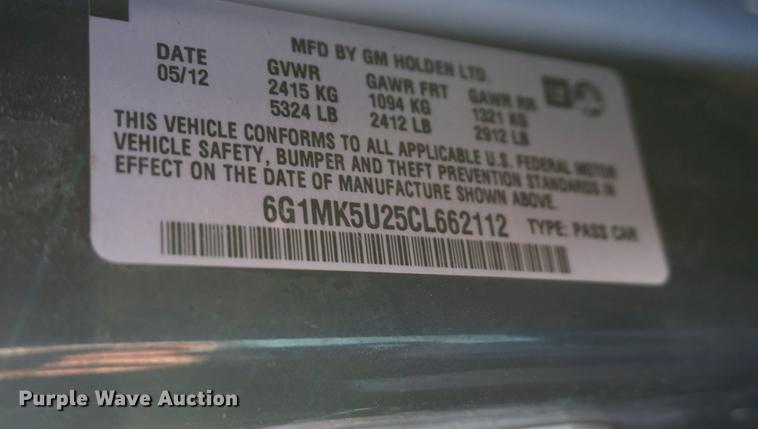 MFD BY GM HOLDEN LTD.
DATE GVWR GAWR FRT GAWR RR
05/12 2415 KG 1094 KG 1321 KG
5324 LB 2412 LB 2912 LB
THIS VEHICLE CONFORMS TO ALL APPLICABLE U.S. FEDERAL MOTOR
VEHICLE SAFETY, BUMPER AND THEFT PREVENTION STANDARDS IN
EFFECT ON THE DATE OF MANUFACTURE SHOWN ABOVE.
6G1MK5U25CL662112 TYPE: PASS CAR
Purple Wave Auction